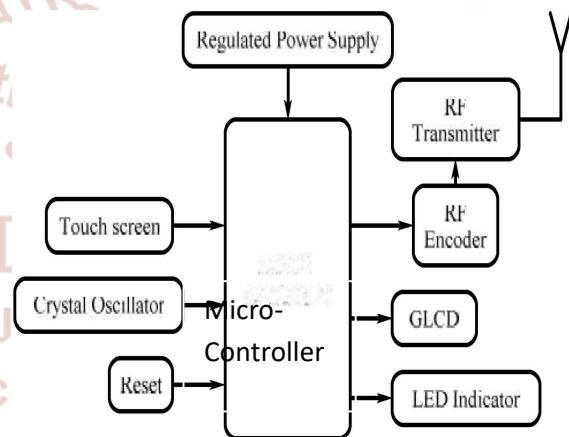 Regulated Power Supply
RF
Transmitter
Touch screen
RF
Encoder
Crystal Oscillator
Micro-
Controller
GLCD
Reset
LED Indicator